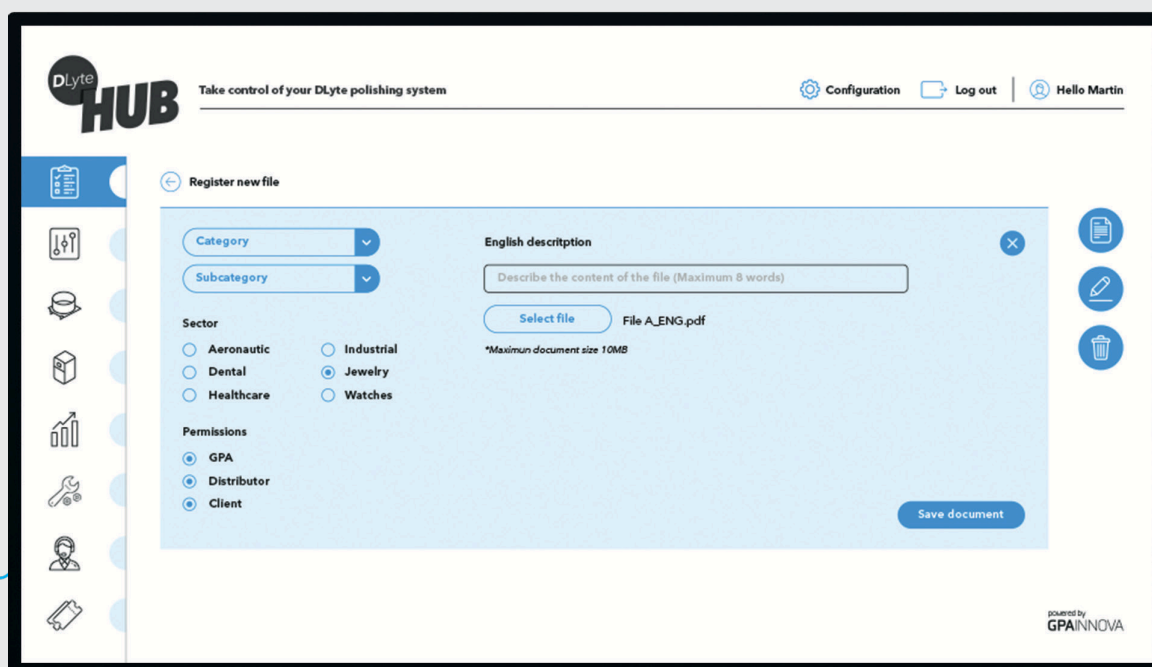 DLyte
HUB
Take control of your DLyte polishing system
Configuration
Log out
Hello Martin
Register new file
Category
Subcategory
Sector
Aeronautic
Industrial
Dental
Jewelry
Healthcare
Watches
Permissions
GPA
Distributor
Client
English descritption
Describe the content of the file (Maximum 8 words)
Select file
File A_ENG.pdf
*Maximun document size 10MB
Save document
powered by
GPAINNOVA